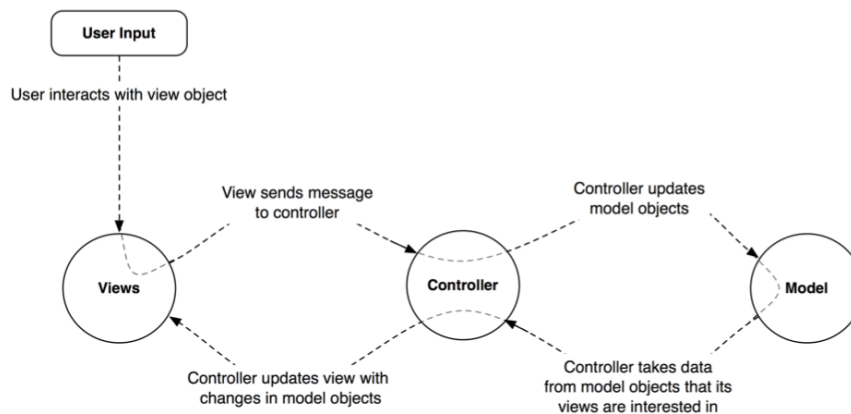 User Input
User interacts with view object
View sends message
to controller
Controller updates
model objects
Views
Controller
Model
Controller updates view with
changes in model objects
Controller takes data
from model objects that its
views are interested in